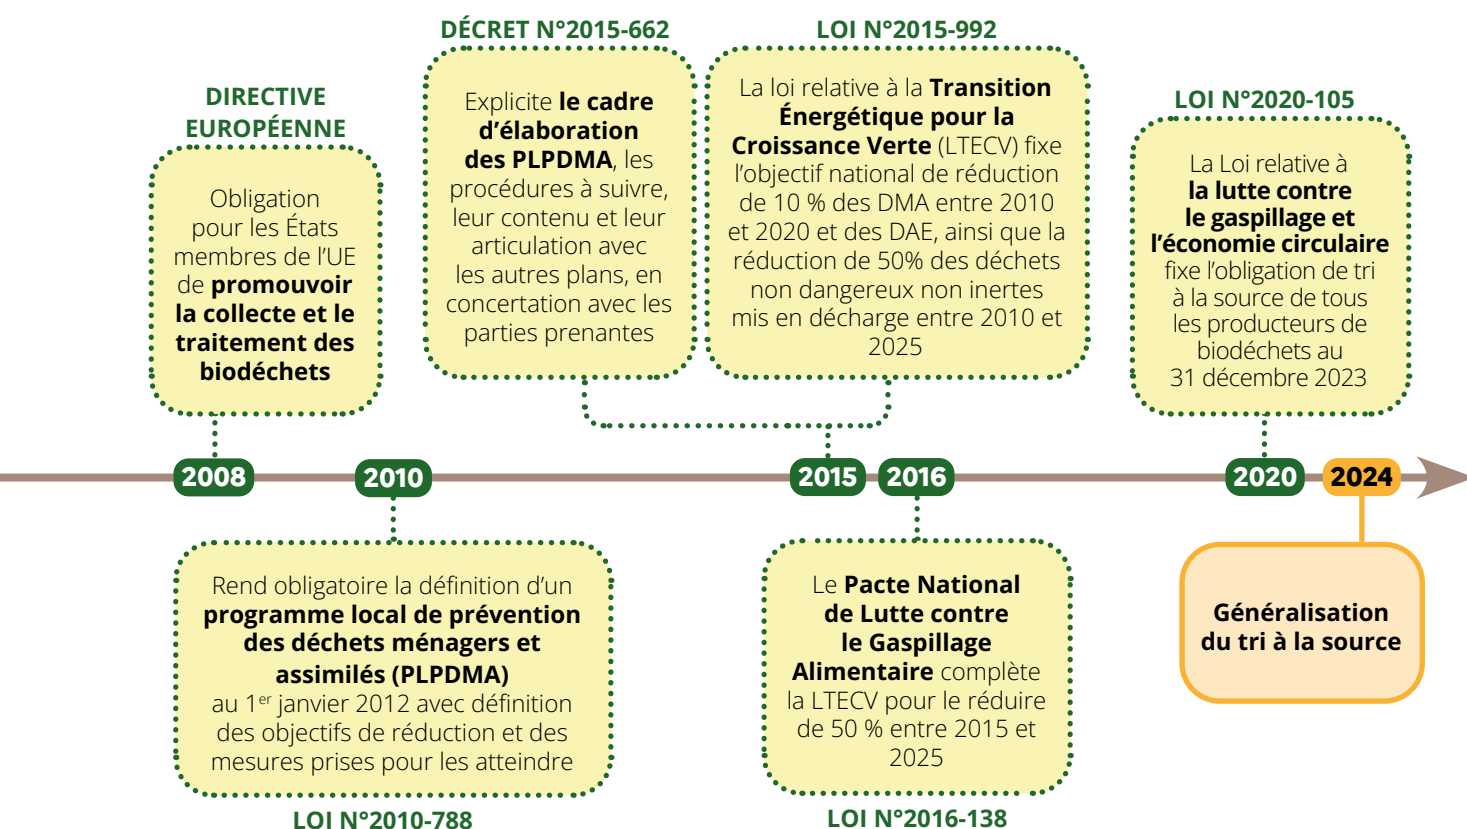 DIRECTIVE
EUROPÉENNE
Obligation
pour les États
membres de l’UE
de promouvoir
la collecte et le
traitement des
biodéchets
DÉCRET N°2015-662
Explicite le cadre
d’élaboration
des PLPDMA, les
procédures à suivre,
leur contenu et leur
articulation avec
les autres plans, en
concertation avec les
parties prenantes
LOI N°2015-992
La loi relative à la Transition
Énergétique pour la
Croissance Verte (LTECV) fixe
l’objectif national de réduction
de 10 % des DMA entre 2010
et 2020 et des DAE, ainsi que la
réduction de 50% des déchets
non dangereux non inertes
mis en décharge entre 2010 et
2025
LOI N°2020-105
La Loi relative à
la lutte contre
le gaspillage et
l’économie circulaire
fixe l’obligation de tri
à la source de tous
les producteurs de
biodéchets au
31 décembre 2023
2008
2010
2015
2016
2020
2024
Rend obligatoire la définition d’un
programme local de prévention
des déchets ménagers et
assimilés (PLPDMA)
au 1er janvier 2012 avec définition
des objectifs de réduction et des
mesures prises pour les atteindre
LOI N°2010-788
Le Pacte National
de Lutte contre
le Gaspillage
Alimentaire complète
la LTECV pour le réduire
de 50 % entre 2015 et
2025
LOI N°2016-138
Généralisation
du tri à la source